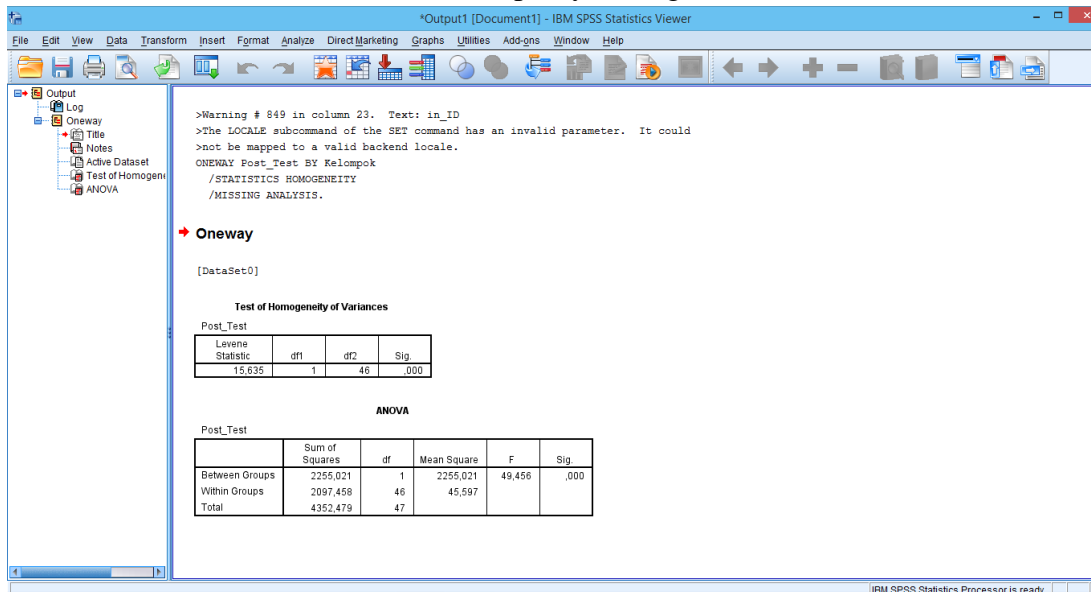 *Output1 [Document1] - IBM SPSS Statistics Viewer
File Edit View Data Transform Insert Format Analyze Direct Marketing Graphs Utilities Add-ons Window Help
Output
Log
Oneway
Title
Notes
Active Dataset
Test of Homogen
ANOVA
>Warning # 849 in column 23. Text: in_ID
>The LOCALE subcommand of the SET command has an invalid parameter. It could
>not be mapped to a valid backend locale.
ONEWAY Post_Test BY Kelompok
/STATISTICS HOMOGENEITY
/MISSING ANALYSIS.
Oneway
[DataSet0]
Test of Homogeneity of Variances
Post_Test
Levene Statistic df1 df2 Sig.
15,635 1 46 ,000
ANOVA
Post_Test
Sum of Squares df Mean Square F Sig.
Between Groups 2255,021 1 2255,021 49,456 ,000
Within Groups 2097,458 46 45,597
Total 4352,479 47
IBM SPSS Statistics Processor is ready